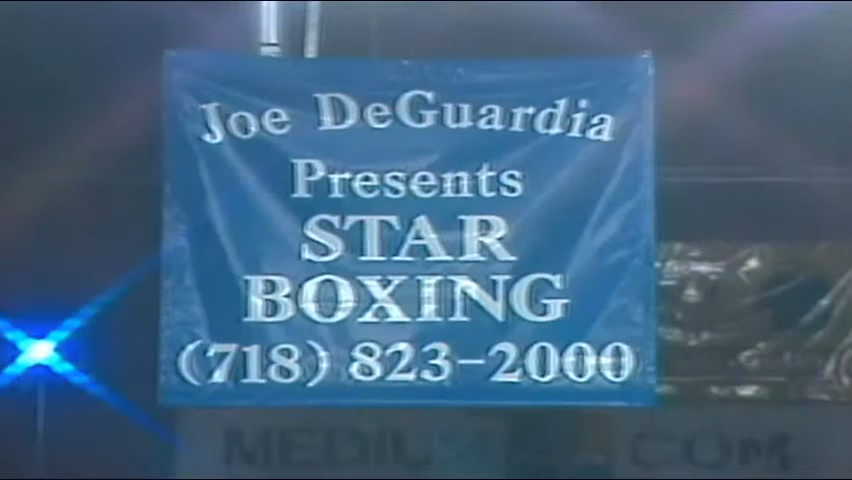 Joe DeGuardia
Presents
STAR
BOXING
(718) 823-2000